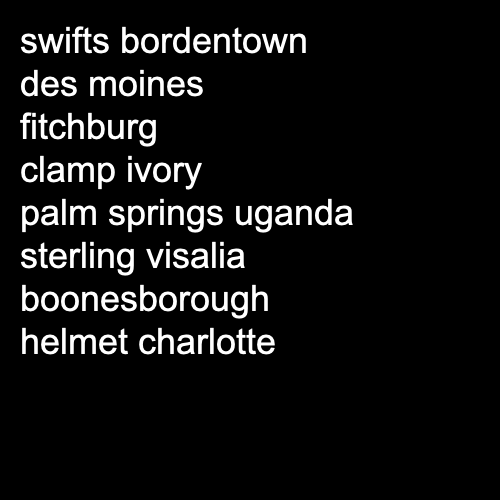 swifts bordentown
des moines
fitchburg
clamp ivory
palm springs uganda
sterling visalia
boonesborough
helmet charlotte